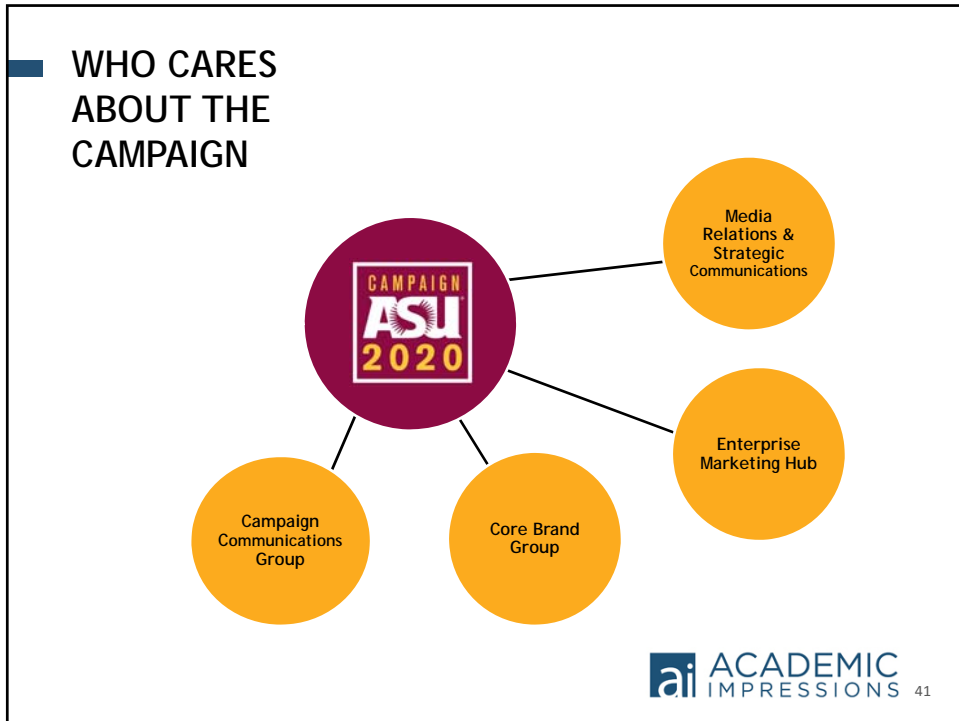 WHO CARES
ABOUT THE
CAMPAIGN
Media
Relations &
Strategic
Communications
CAMPAIGN
ASU
2020
Enterprise
Marketing Hub
Campaign
Communications
Group
Core Brand
Group
ai ACADEMIC
IMPRESSIONS 41